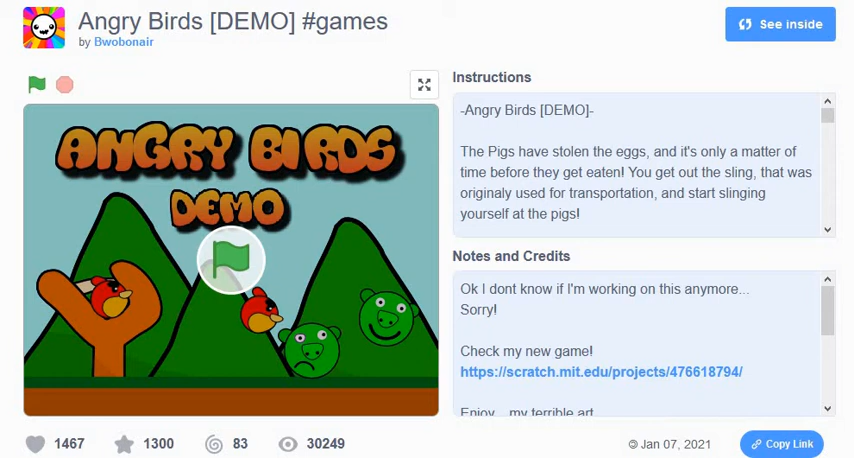 Angry Birds [DEMO] #games
by Bwobonair
See inside
ANGRY BIRDS
DEMO
Instructions
-Angry Birds [DEMO]-
The Pigs have stolen the eggs, and it's only a matter of
time before they get eaten! You get out the sling, that was
originaly used for transportation, and start slinging
yourself at the pigs!
Notes and Credits
Ok I dont know if I'm working on this anymore...
Sorry!
Check my new game!
https://scratch.mit.edu/projects/476618794/
Enjoy... my terrible art
1467
1300
83
30249
© Jan 07, 2021
Copy Link